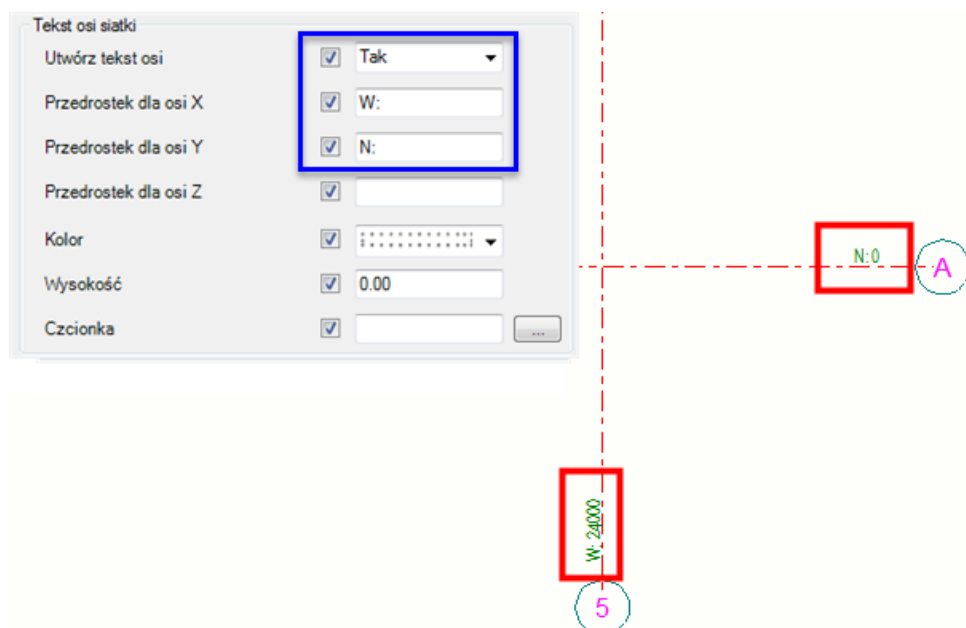 Tekst osi siatki
Utwórz tekst osi Tak
Przedrostek dla osi X W:
Przedrostek dla osi Y N:
Przedrostek dla osi Z
Kolor
Wysokość 0.00
Czcionka ...
N:0
A
W: 24000
5